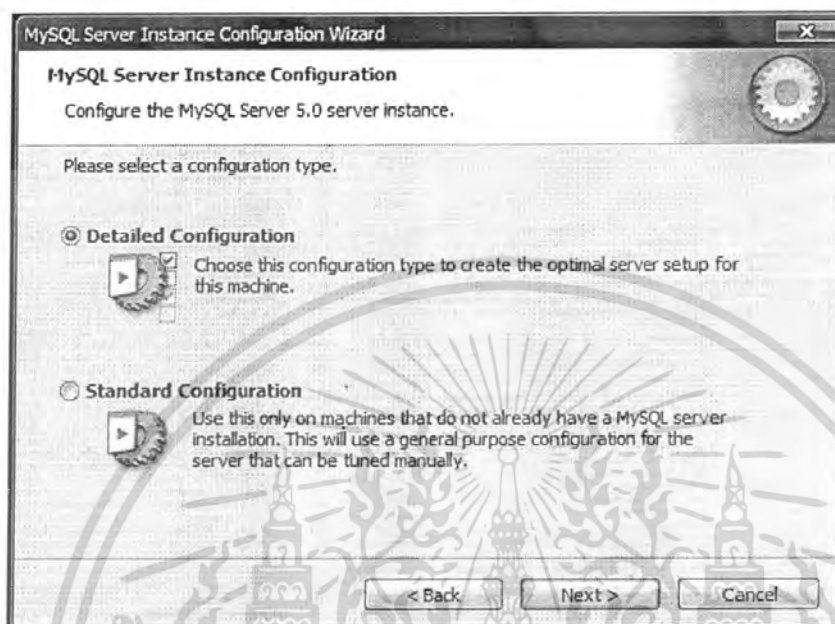 MySQL Server Instance Configuration Wizard
MySQL Server Instance Configuration
Configure the MySQL Server 5.0 server instance.
Please select a configuration type.
Detailed Configuration
Choose this configuration type to create the optimal server setup for
this machine.
Standard Configuration
Use this only on machines that do not already have a MySQL server
installation. This will use a general purpose configuration for the
server that can be tuned manually.
< Back
Next >
Cancel